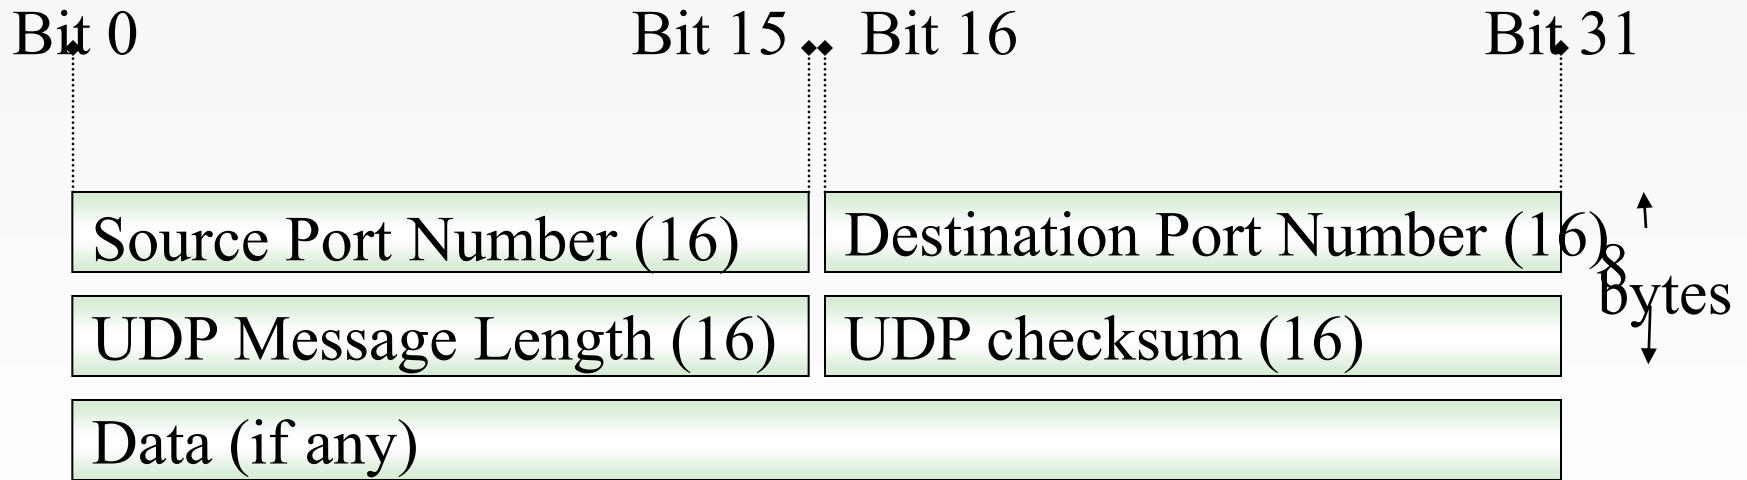 Bit 0 Bit 15 Bit 16 Bit 31
Source Port Number (16) Destination Port Number (16)
8
bytes
UDP Message Length (16) UDP checksum (16)
Data (if any)